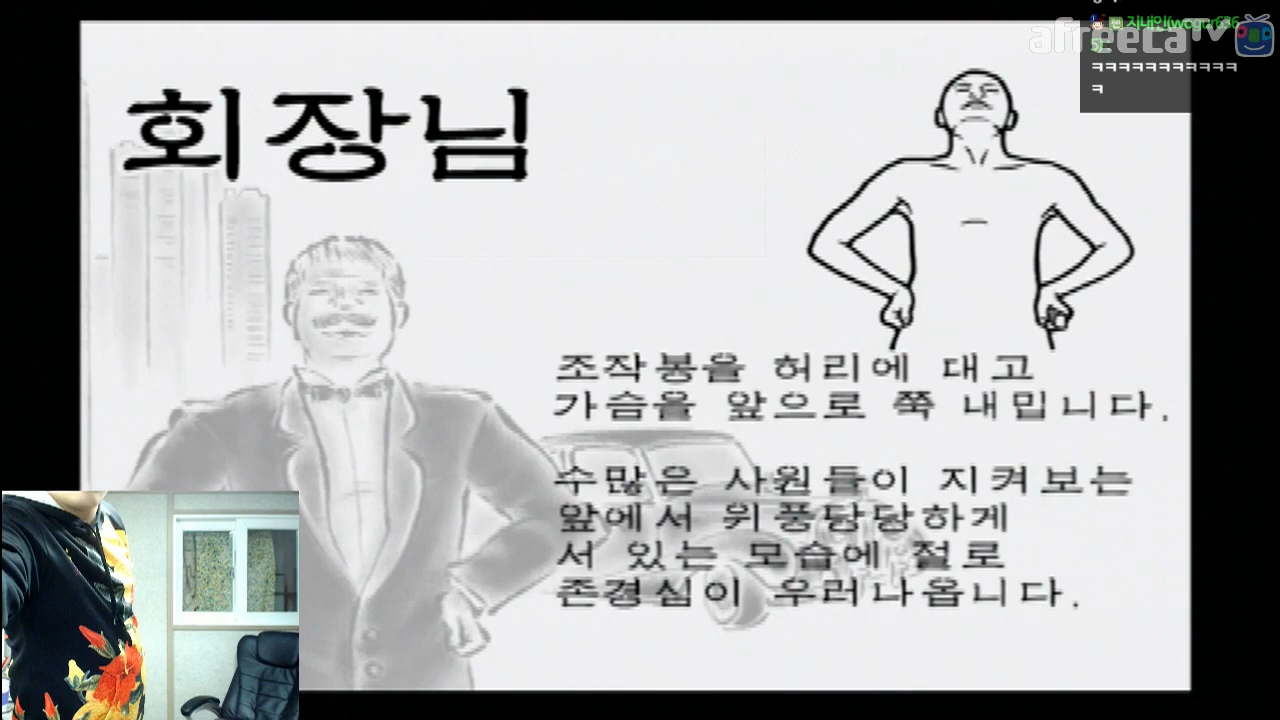 회장님
조작봉을 허리에 대고
가슴을 앞으로 쭉 내밉니다.
수많은 사원들이 지켜보는
앞에서 위풍당당하게
서 있는 모습에 절로
존경심이 우러나옵니다.
afreecaTV
ㅋㅋㅋㅋㅋㅋㅋㅋㅋㅋㅋ
ㅋ